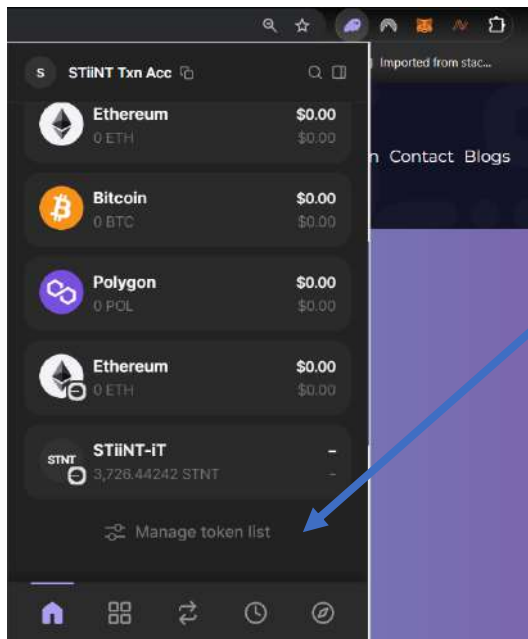 S STiiNT Txn Acc
Imported from stac...
Ethereum $0.00
0 ETH $0.00
Contact Blogs
Bitcoin $0.00
0 BTC $0.00
Polygon $0.00
0 POL $0.00
Ethereum $0.00
0 ETH $0.00
STNT STiiNT-iT –
3,726.44242 STNT –
Manage token list